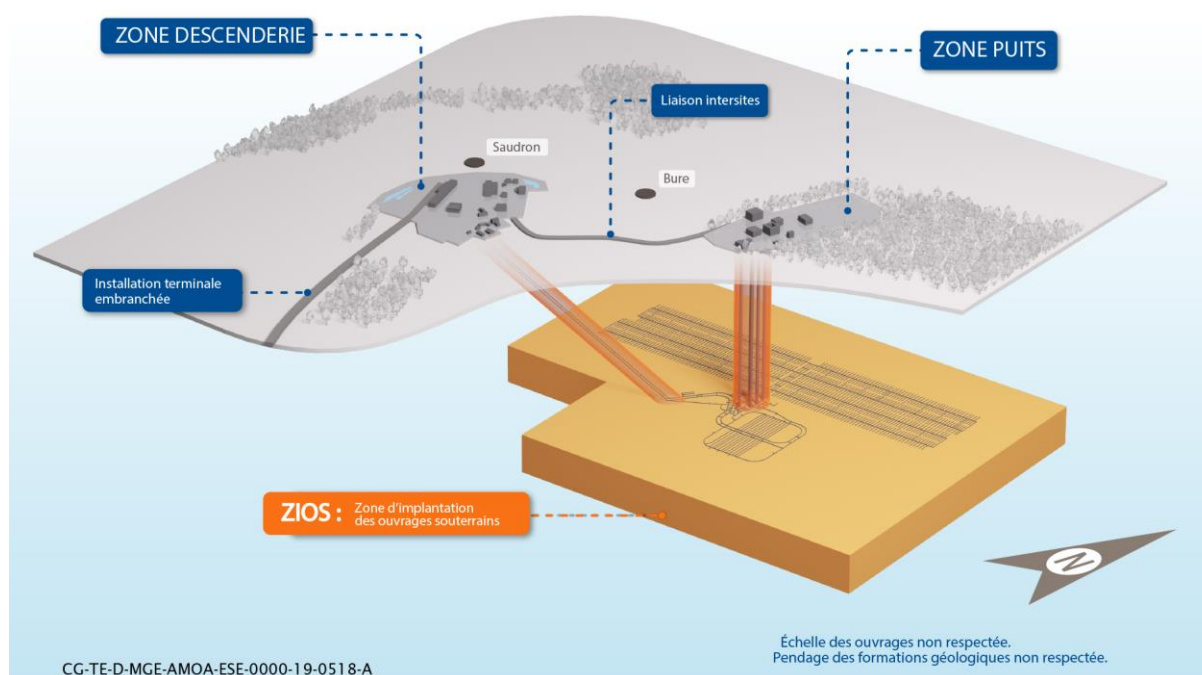 ZONE DESCENDERIE
ZONE PUITS
Liaison intersites
Saudron
Bure
Installation terminale
embranchée
ZIOS : Zone d'implantation
des ouvrages souterrains
N
Échelle des ouvrages non respectée.
Pendage des formations géologiques non respectée.
CG-TE-D-MGE-AMOA-ESE-0000-19-0518-A